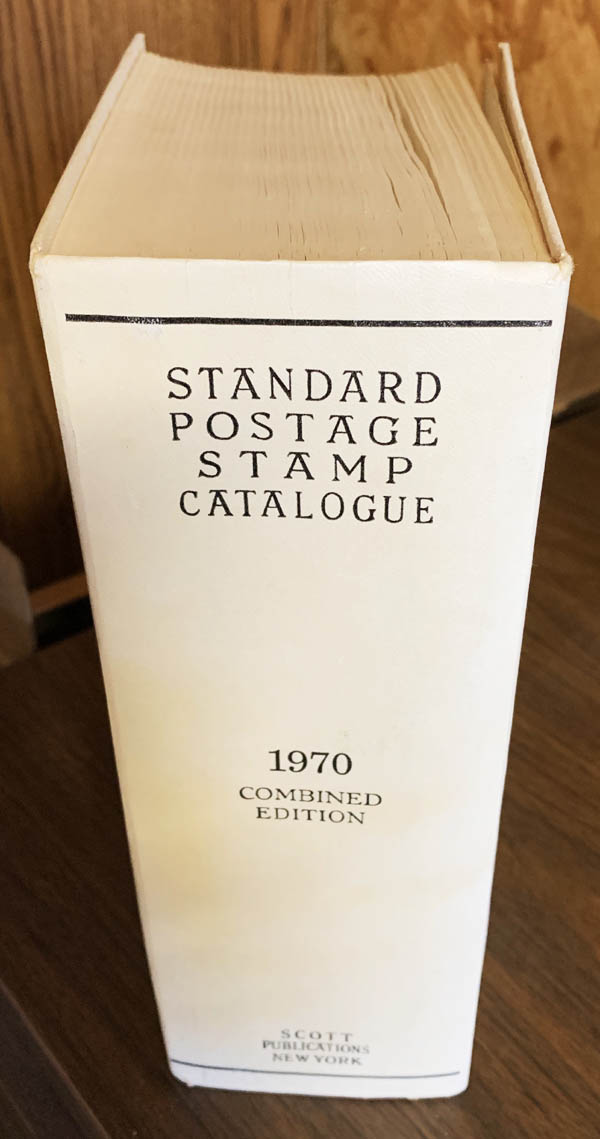 STANDARD
POSTAGE
STAMP
CATALOGUE
1970
COMBINED
EDITION
SCOTT
PUBLICATIONS
NEW YORK